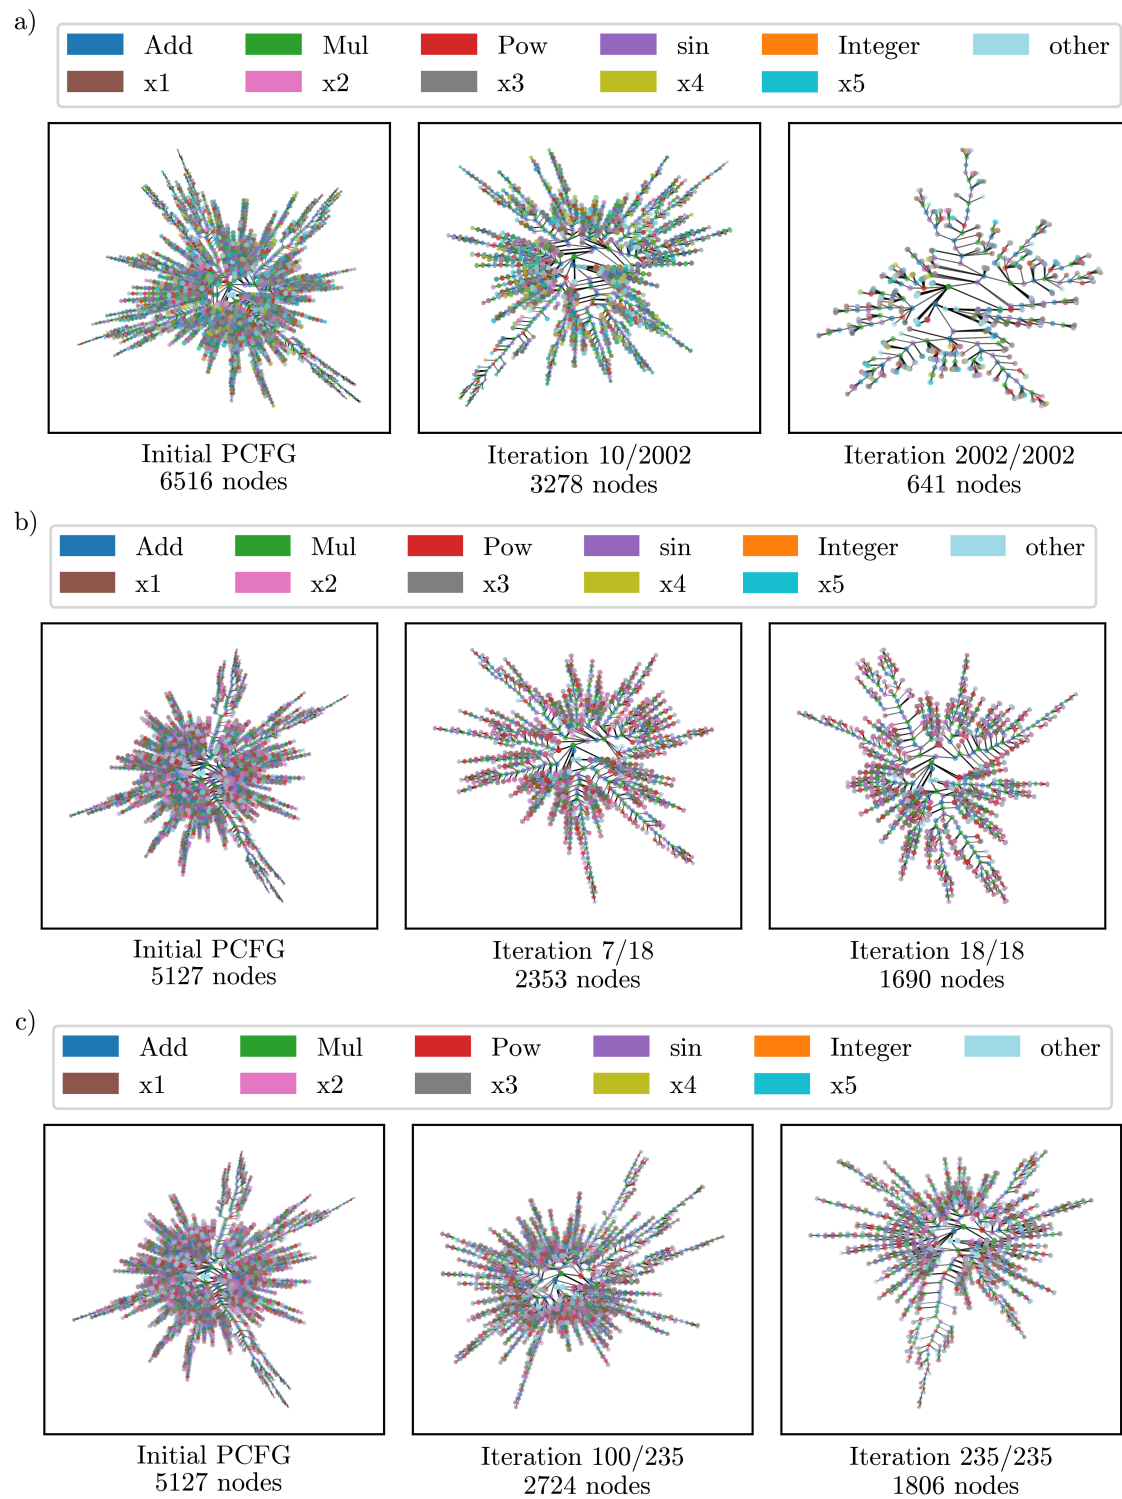 a)
Add Mul Pow sin Integer other
x1 x2 x3 x4 x5
Initial PCFG
6516 nodes
Iteration 10/2002
3278 nodes
Iteration 2002/2002
641 nodes
b)
Add Mul Pow sin Integer other
x1 x2 x3 x4 x5
Initial PCFG
5127 nodes
Iteration 7/18
2353 nodes
Iteration 18/18
1690 nodes
c)
Add Mul Pow sin Integer other
x1 x2 x3 x4 x5
Initial PCFG
5127 nodes
Iteration 100/235
2724 nodes
Iteration 235/235
1806 nodes